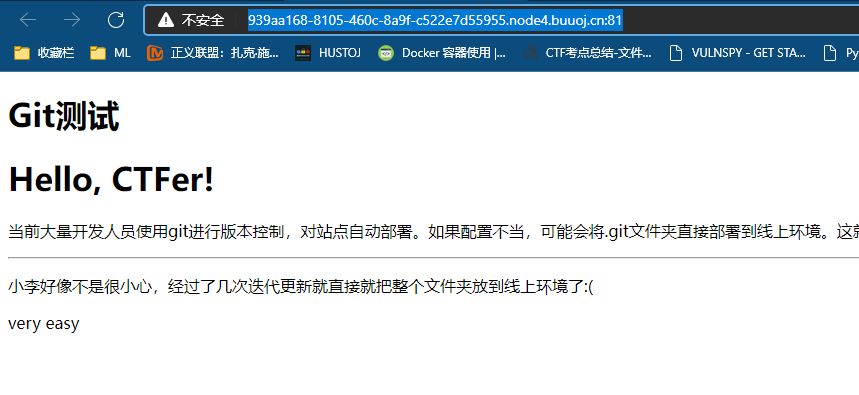 不安全 939aa168-8105-460c-8a9f-c522e7d55955.node4.buuoj.cn:81
收藏栏 ML 正义联盟：扎克·施... HUSTOJ Docker 容器使用 |... CTF考点总结-文件... VULNSPY - GET STA... Py
Git测试
Hello, CTFer!
当前大量开发人员使用git进行版本控制，对站点自动部署。如果配置不当，可能会将.git文件夹直接部署到线上环境。这就
小李好像不是很小心，经过了几次迭代更新就直接就把整个文件夹放到线上环境了:(
very easy